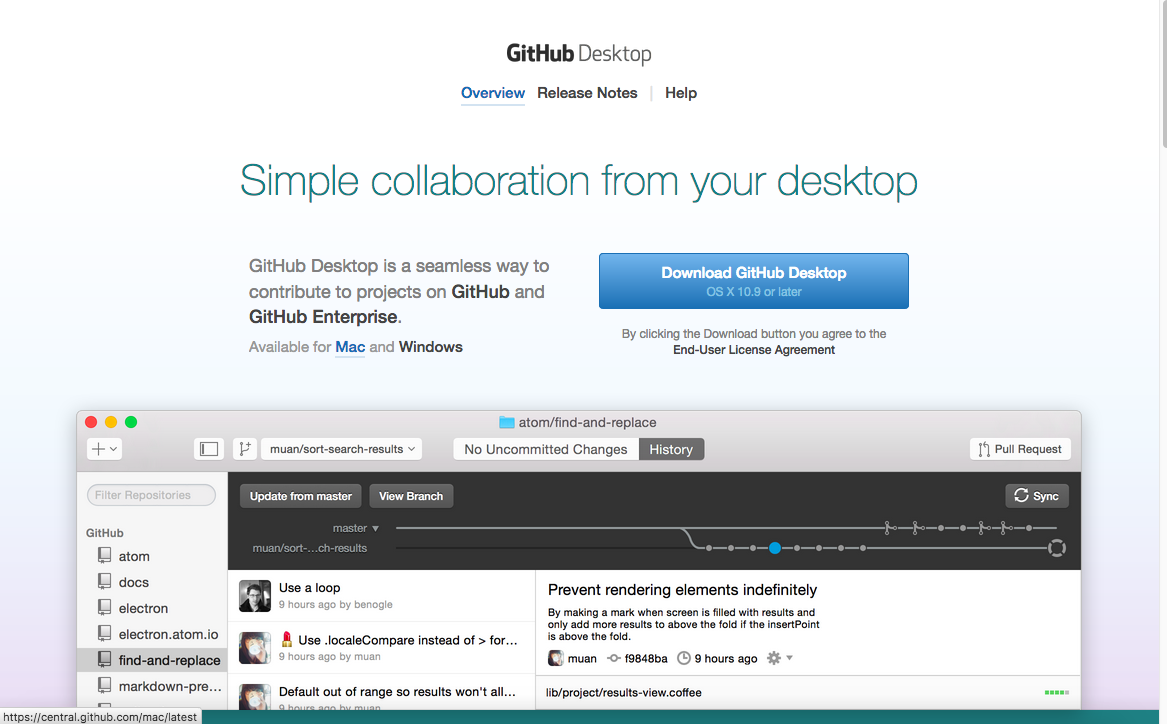 GitHub Desktop
Overview Release Notes Help
Simple collaboration from your desktop
GitHub Desktop is a seamless way to
contribute to projects on GitHub and
GitHub Enterprise.
Available for Mac and Windows
Download GitHub Desktop
OS X 10.9 or later
By clicking the Download button you agree to the
End-User License Agreement
atom/find-and-replace
muan/sort-search-results
No Uncommitted Changes
History
Pull Request
Filter Repositories
GitHub
atom
docs
electron
electron.atom.io
find-and-replace
markdown-pre...
Update from master
View Branch
Sync
master
muan/sort-...ch-results
Use a loop
9 hours ago by benogle
Use .localeCompare instead of > for...
9 hours ago by muan
Default out of range so results won't all...
9 hours ago by muan
Prevent rendering elements indefinitely
By making a mark when screen is filled with results and
only add more results to above the fold if the insertPoint
is above the fold.
muan f9848ba 9 hours ago
lib/project/results-view.coffee
https://central.github.com/mac/latest